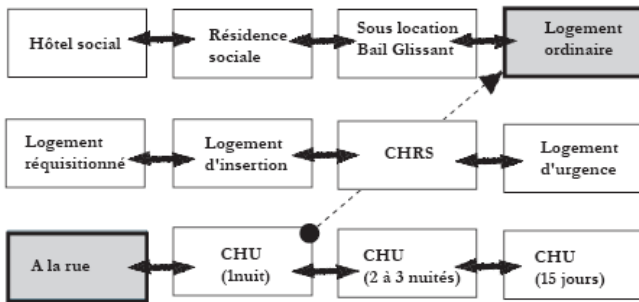 Hôtel social
Résidence
sociale
Sous location
Bail Glissant
Logement
ordinaire
Logement
réquisitionné
Logement
d'insertion
CHRS
Logement
d'urgence
A la rue
CHU
(1nuit)
CHU
(2 à 3 nuités)
CHU
(15 jours)